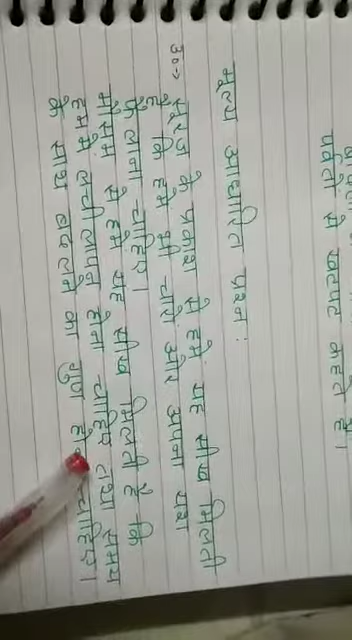 पर्वतो में खटपट कहते है।
मूल्य आधारित प्रश्न :
उ०→ सूरज के प्रकाश से हमे यह सीख मिलती
है कि हमे भी चारो ओर अपना यश
फैलाना चाहिए।
मौसम से हमे यह सीख मिलती है कि
हममे लचीलापन होना चाहिए तथा समय
के साथ बदलने का गुण होना चाहिए।